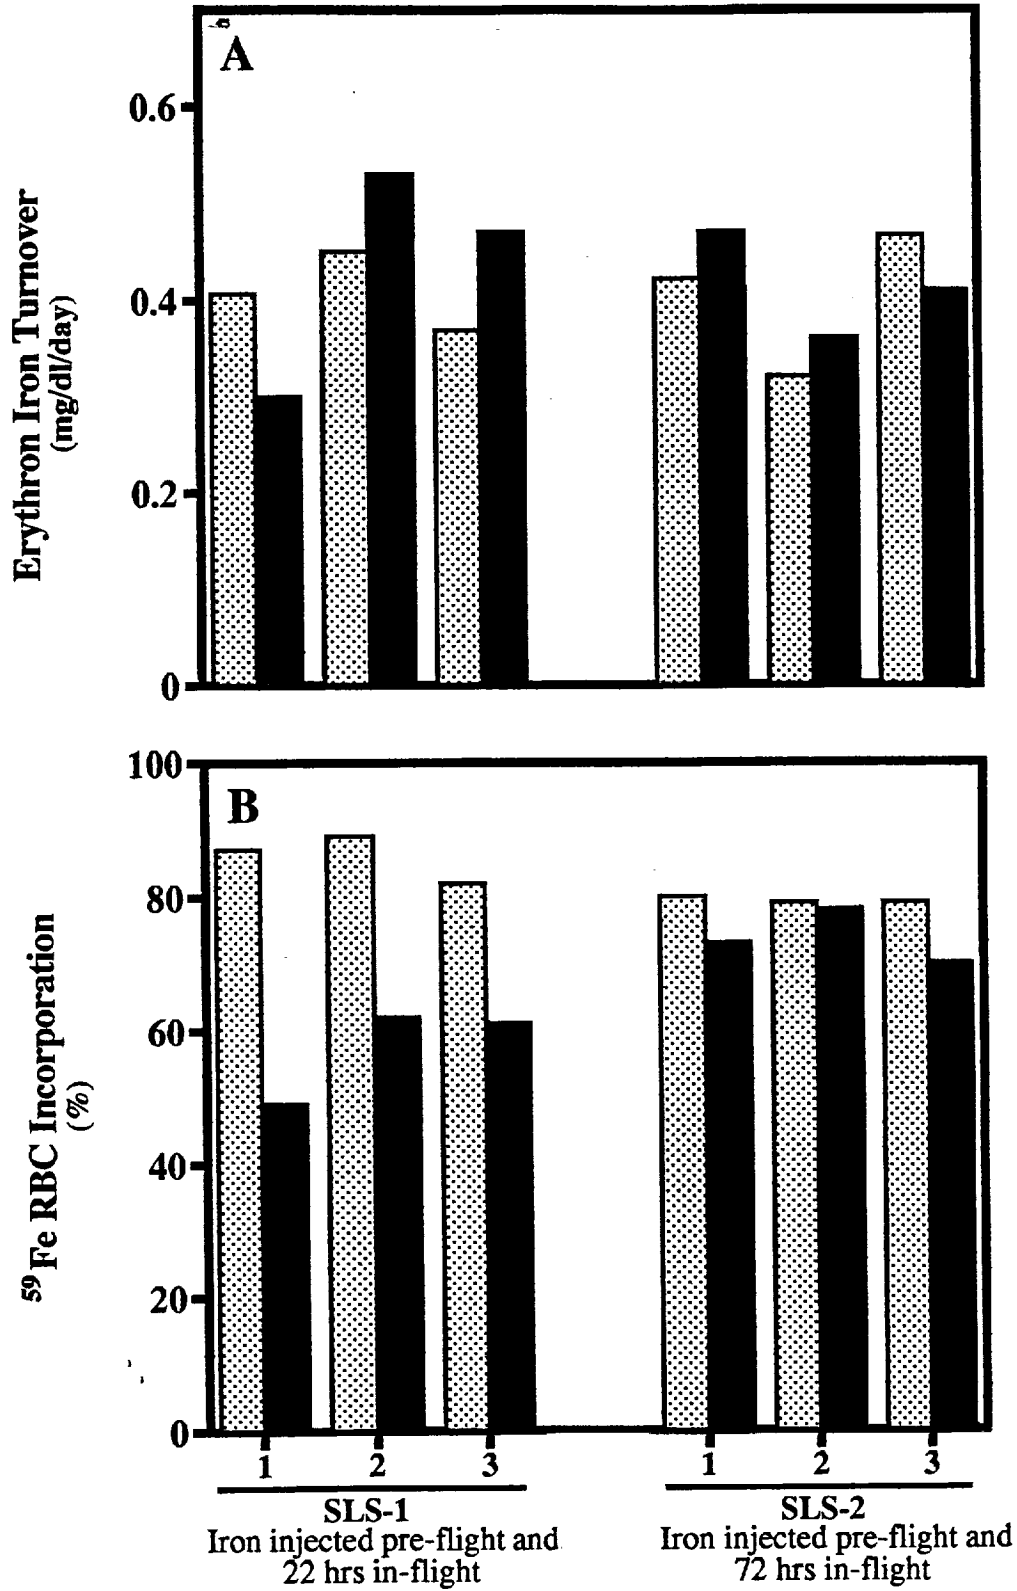 A
0.6
0.4
0.2
0
Erythron Iron Turnover
(mg/dl/day)
B
100
80
60
40
20
0
59Fe RBC Incorporation
(%)
1 2 3 1 2 3
SLS-1
Iron injected pre-flight and
22 hrs in-flight
SLS-2
Iron injected pre-flight and
72 hrs in-flight